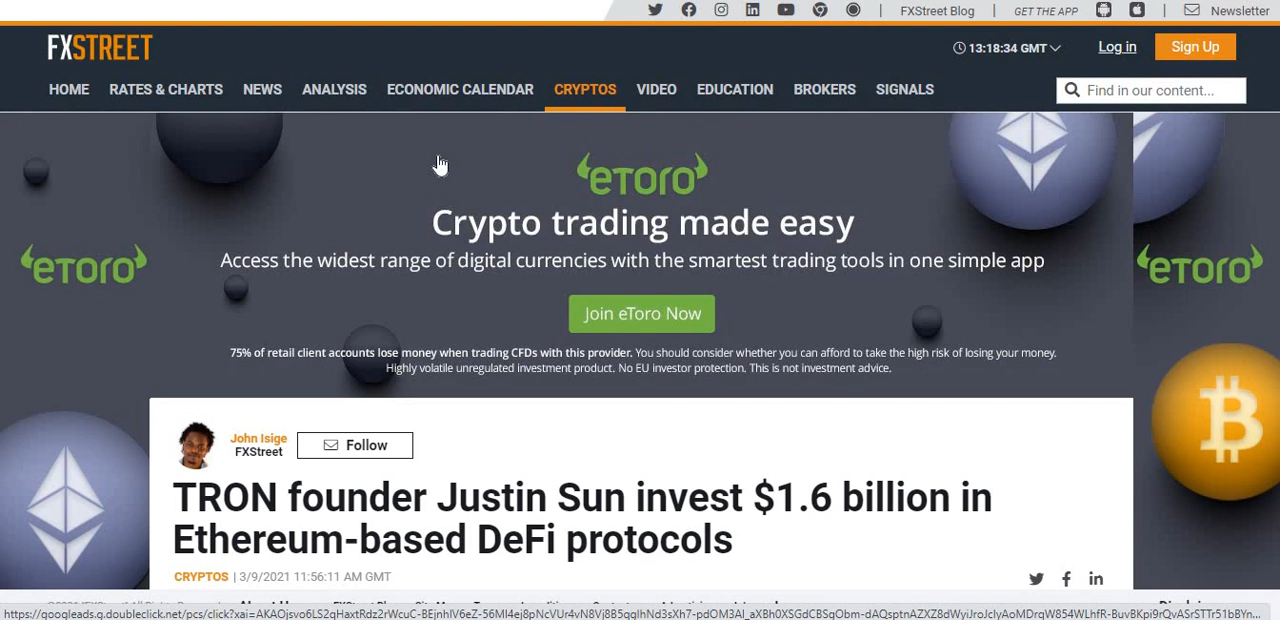 FXStreet Blog
GET THE APP
Newsletter
FXSTREET
13:18:34 GMT
Log in
Sign Up
HOME RATES & CHARTS NEWS ANALYSIS ECONOMIC CALENDAR CRYPTOS VIDEO EDUCATION BROKERS SIGNALS
Find in our content...
eToro
Crypto trading made easy
Access the widest range of digital currencies with the smartest trading tools in one simple app
eToro
eToro
Join eToro Now
75% of retail client accounts lose money when trading CFDs with this provider. You should consider whether you can afford to take the high risk of losing your money.
Highly volatile unregulated investment product. No EU investor protection. This is not investment advice.
John Isige
FXStreet
Follow
TRON founder Justin Sun invest $1.6 billion in
Ethereum-based DeFi protocols
CRYPTOS | 3/9/2021 11:56:11 AM GMT